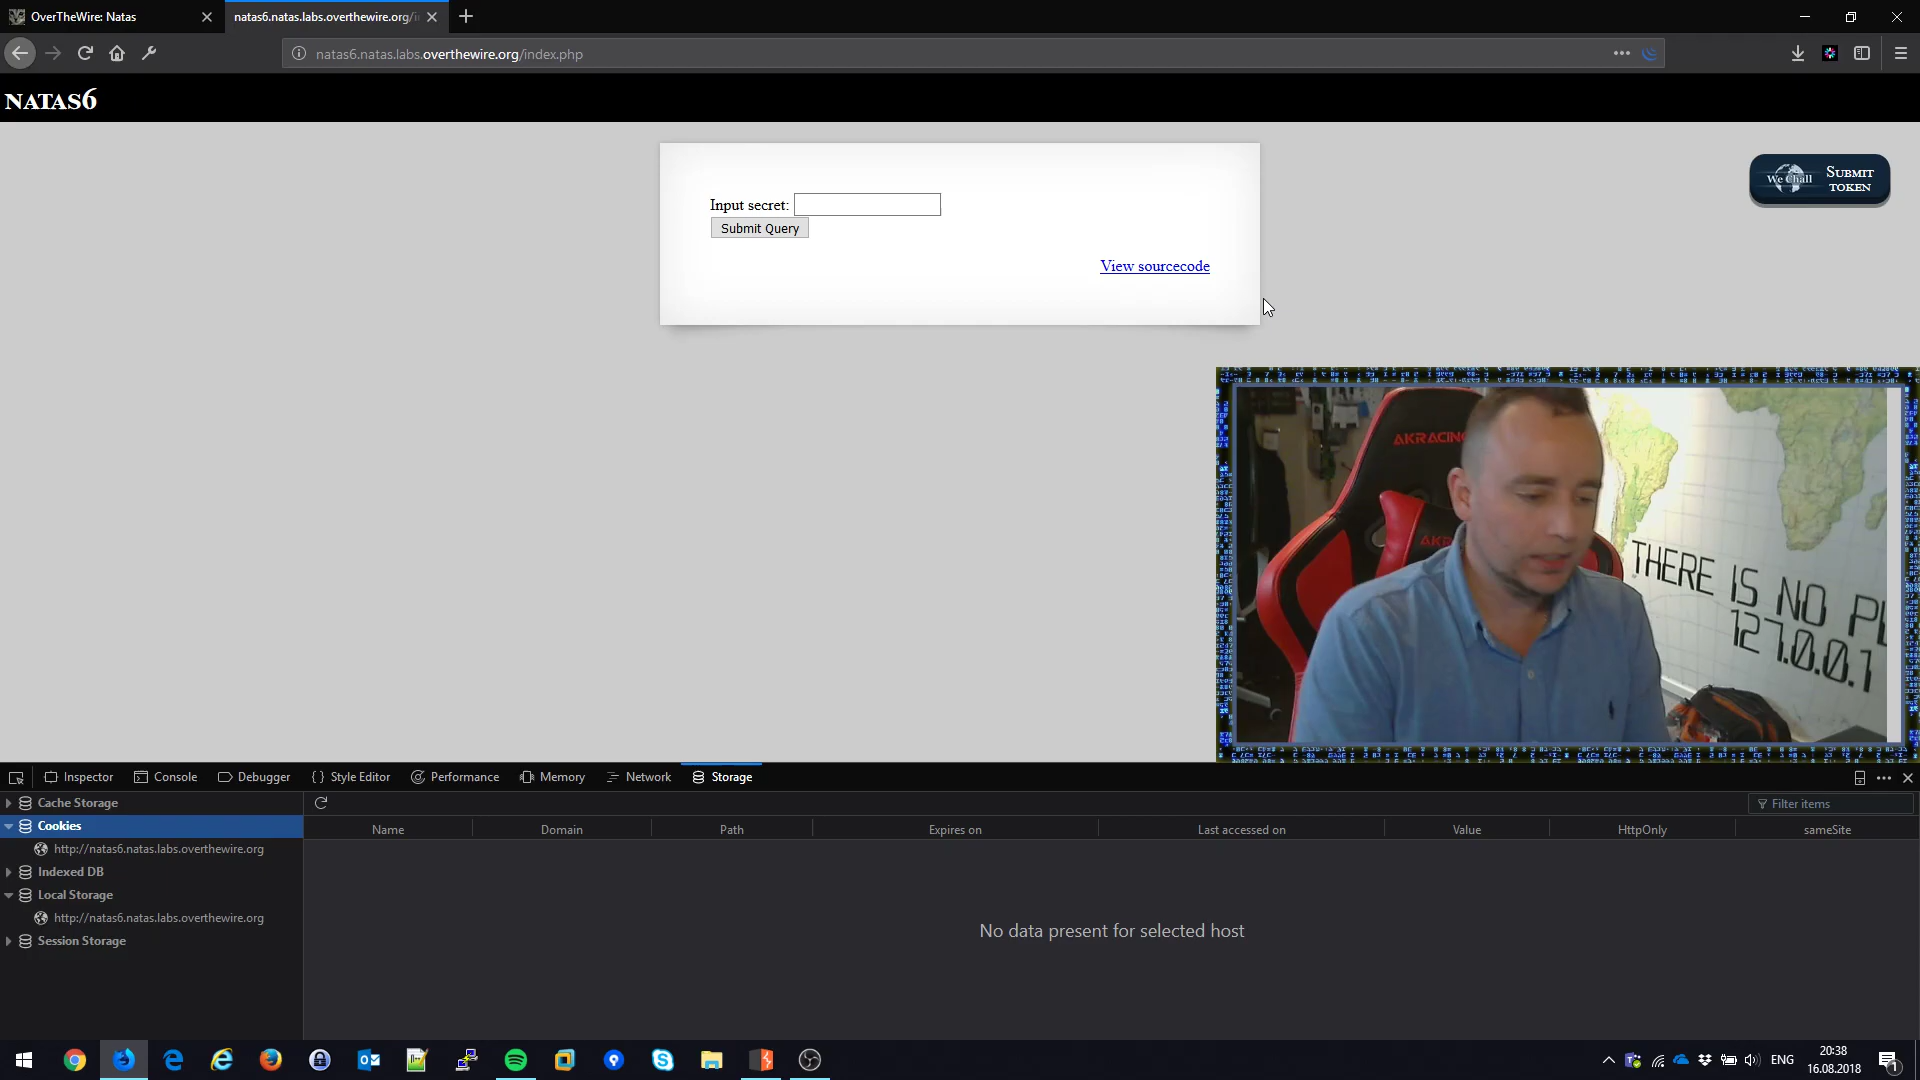 OverTheWire: Natas
natas6.natas.labs.overthewire.org/i
natas6.natas.labs.overthewire.org/index.php
NATAS6
Input secret:
Submit Query
View sourcecode
We Chall
SUBMIT TOKEN
AKRACING
AKR
THERE IS NO PL
127.0.0.1
Inspector
Console
Debugger
{ } Style Editor
Performance
Memory
Network
Storage
Cache Storage
Cookies
http://natas6.natas.labs.overthewire.org
Indexed DB
Local Storage
http://natas6.natas.labs.overthewire.org
Session Storage
Filter items
Name
Domain
Path
Expires on
Last accessed on
Value
HttpOnly
sameSite
No data present for selected host
ENG
20:38
16.08.2018
1